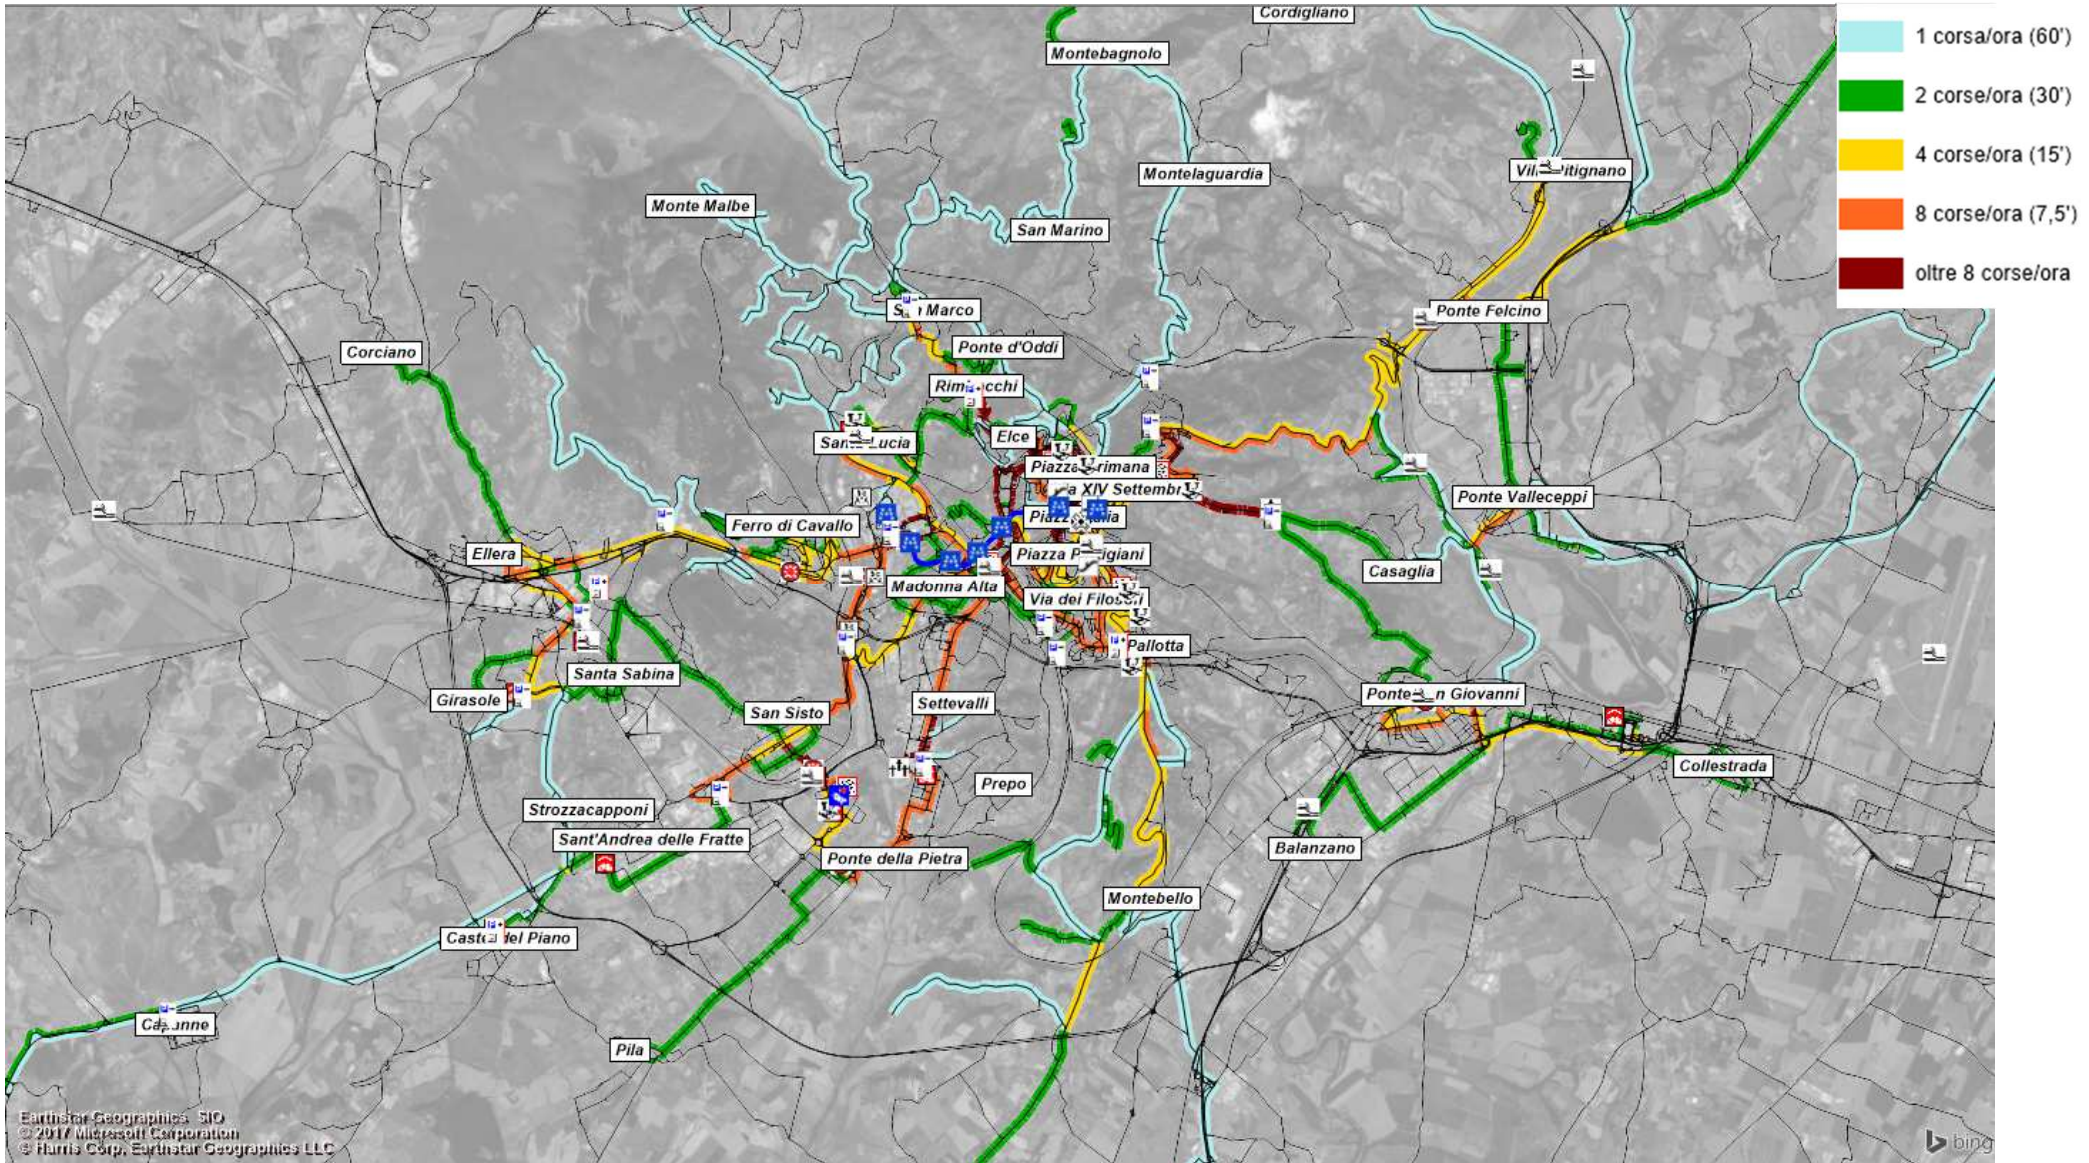 Cordigliano
1 corsa/ora (60')
Montebagnolo
2 corse/ora (30')
4 corse/ora (15')
Montelaguardia
Monte Malbe
8 corse/ora (7,5')
San Marino
oltre 8 corse/ora
Marco
Ponte Felcino
Ponte d'Oddi
Corciano
Elce
Piazza
XIV
Ponte Valleceppi
Ferro di Cavallo
Ellera
Piazza
Casaglia
Madonna Alta
Via dei
Pallotta
Santa Sabina
Girasole
Ponte n Giovanni
Settevalli
San Sisto
Collestrada
Prepo
Strozzacapponi
Sant'Andrea delle Fratte
Balanzano
Ponte della Pietra
Montebello
del Piano
Pila
Earthstar Geographics SIO
© 2017 Microsoft Corporation
© Harris Corp, Earthstar Geographics LLC
bing